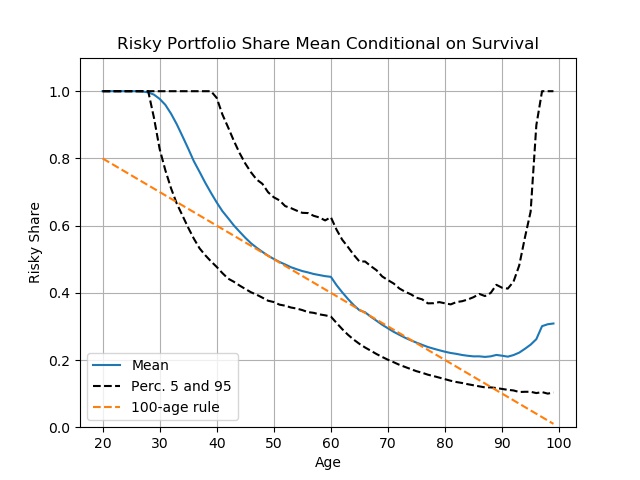 Risky Portfolio Share Mean Conditional on Survival
1.0
0.8
0.6
0.4
0.2
0.0
Risky Share
Mean
Perc. 5 and 95
100-age rule
20 30 40 50 60 70 80 90 100
Age